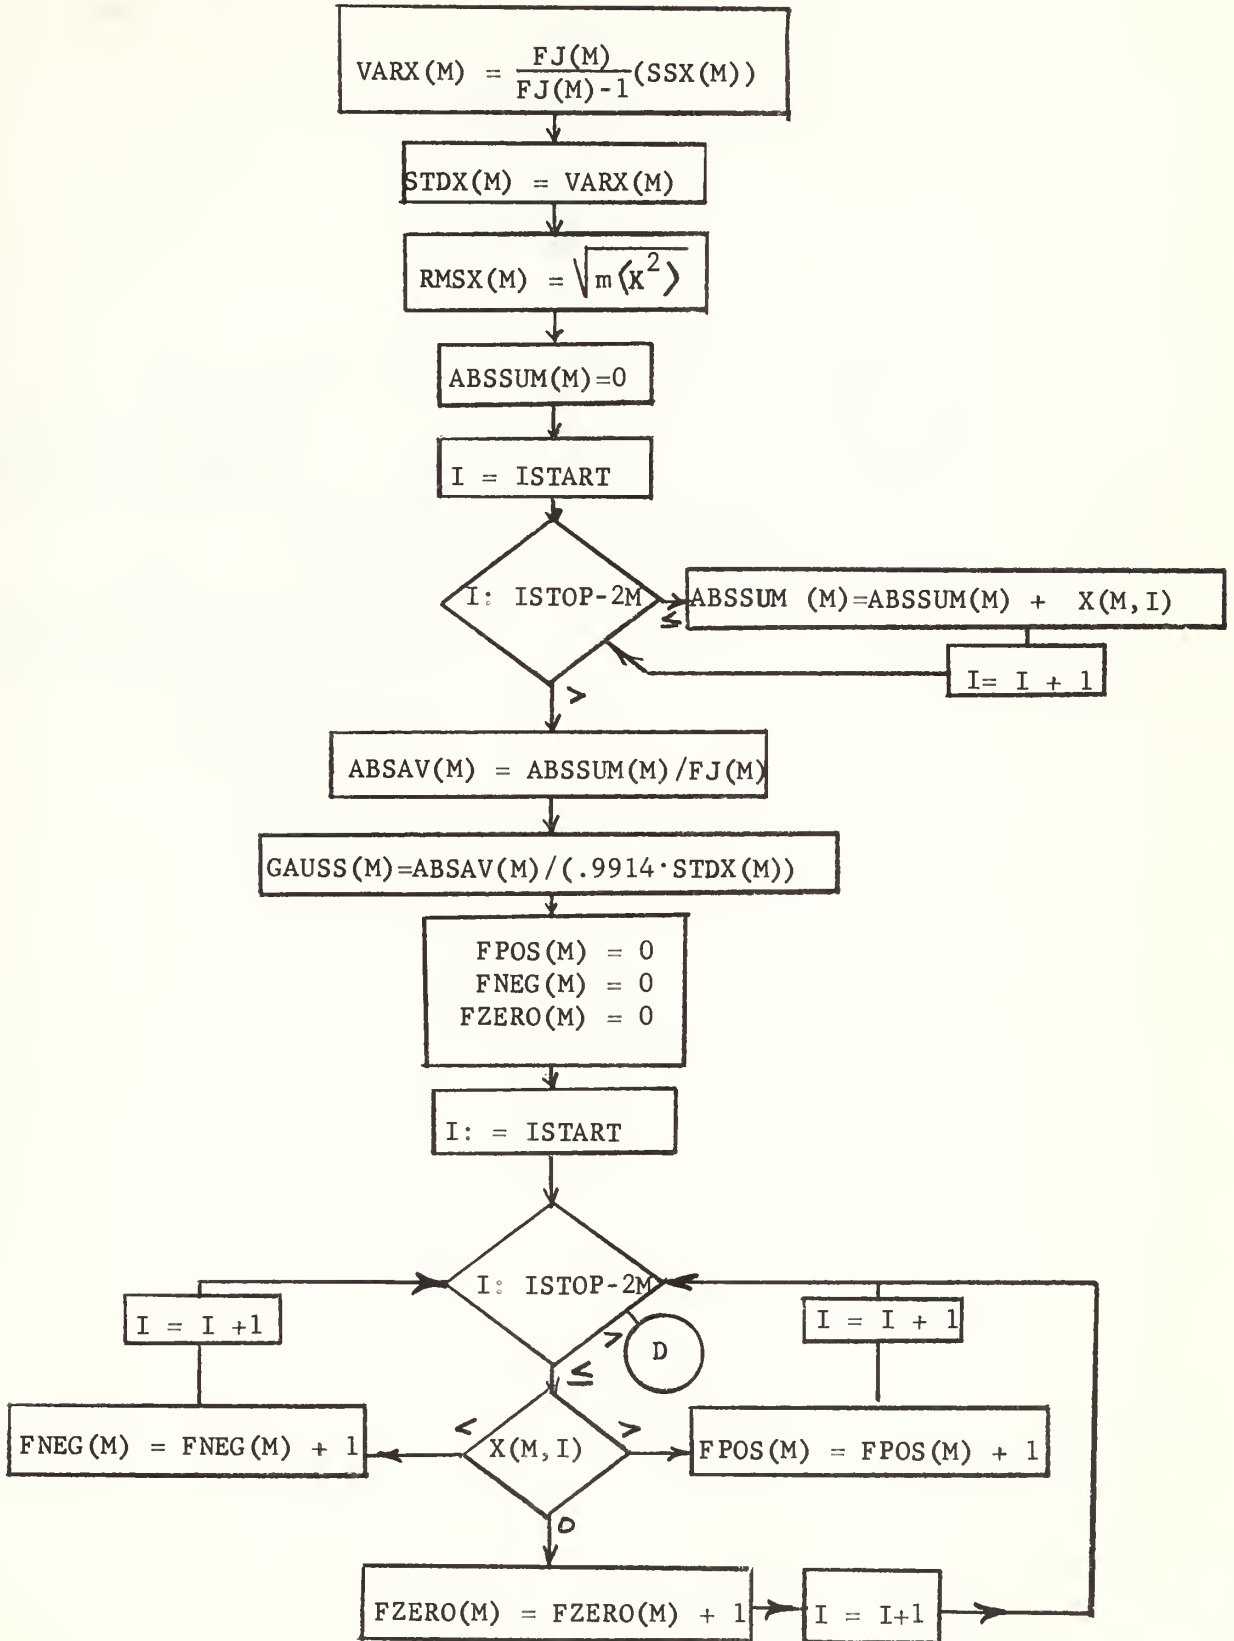 VARX(M) = FJ(M)/FJ(M)-1 (SSX(M))
STDX(M) = VARX(M)
RMSX(M) = √m⟨X²⟩
ABSSUM(M)=0
I = ISTART
I: ISTOP-2M
≤
ABSSUM (M)=ABSSUM(M) + X(M,I)
I= I + 1
>
ABSAV(M) = ABSSUM(M)/FJ(M)
GAUSS(M)=ABSAV(M)/(.9914·STDX(M))
FPOS(M) = 0
FNEG(M) = 0
FZERO(M) = 0
I: = ISTART
I: ISTOP-2M
I = I +1
I = I + 1
>
D
≤
<
>
FNEG(M) = FNEG(M) + 1
X(M,I)
FPOS(M) = FPOS(M) + 1
0
FZERO(M) = FZERO(M) + 1
I = I+1